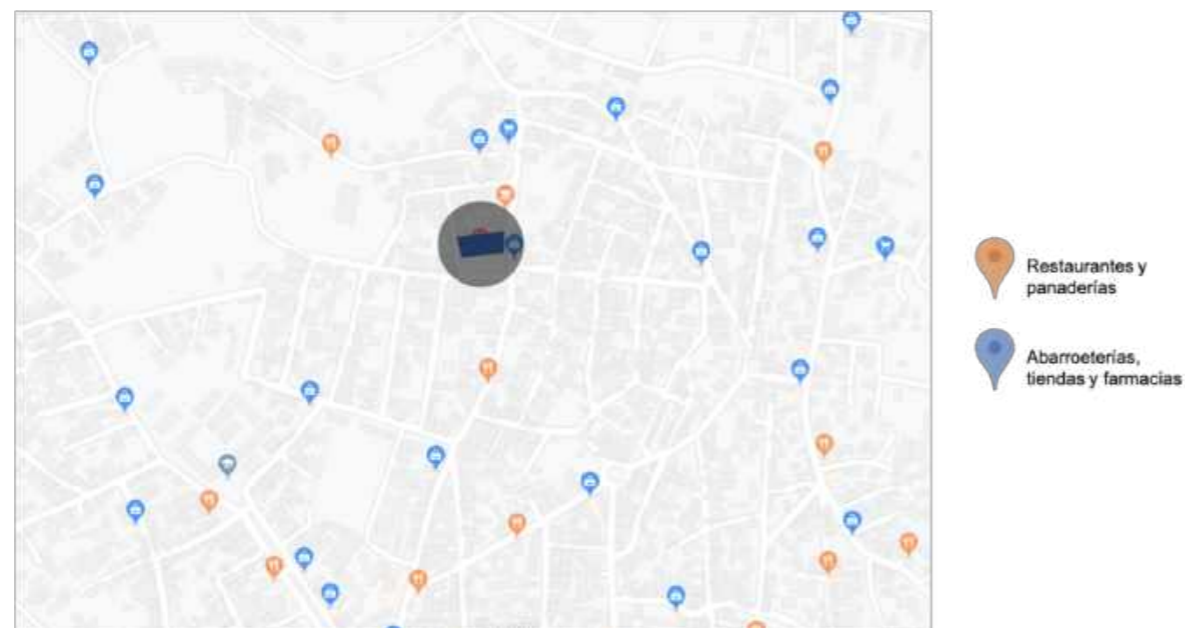 Restaurantes y
panaderías
Abarroeterías,
tiendas y farmacias